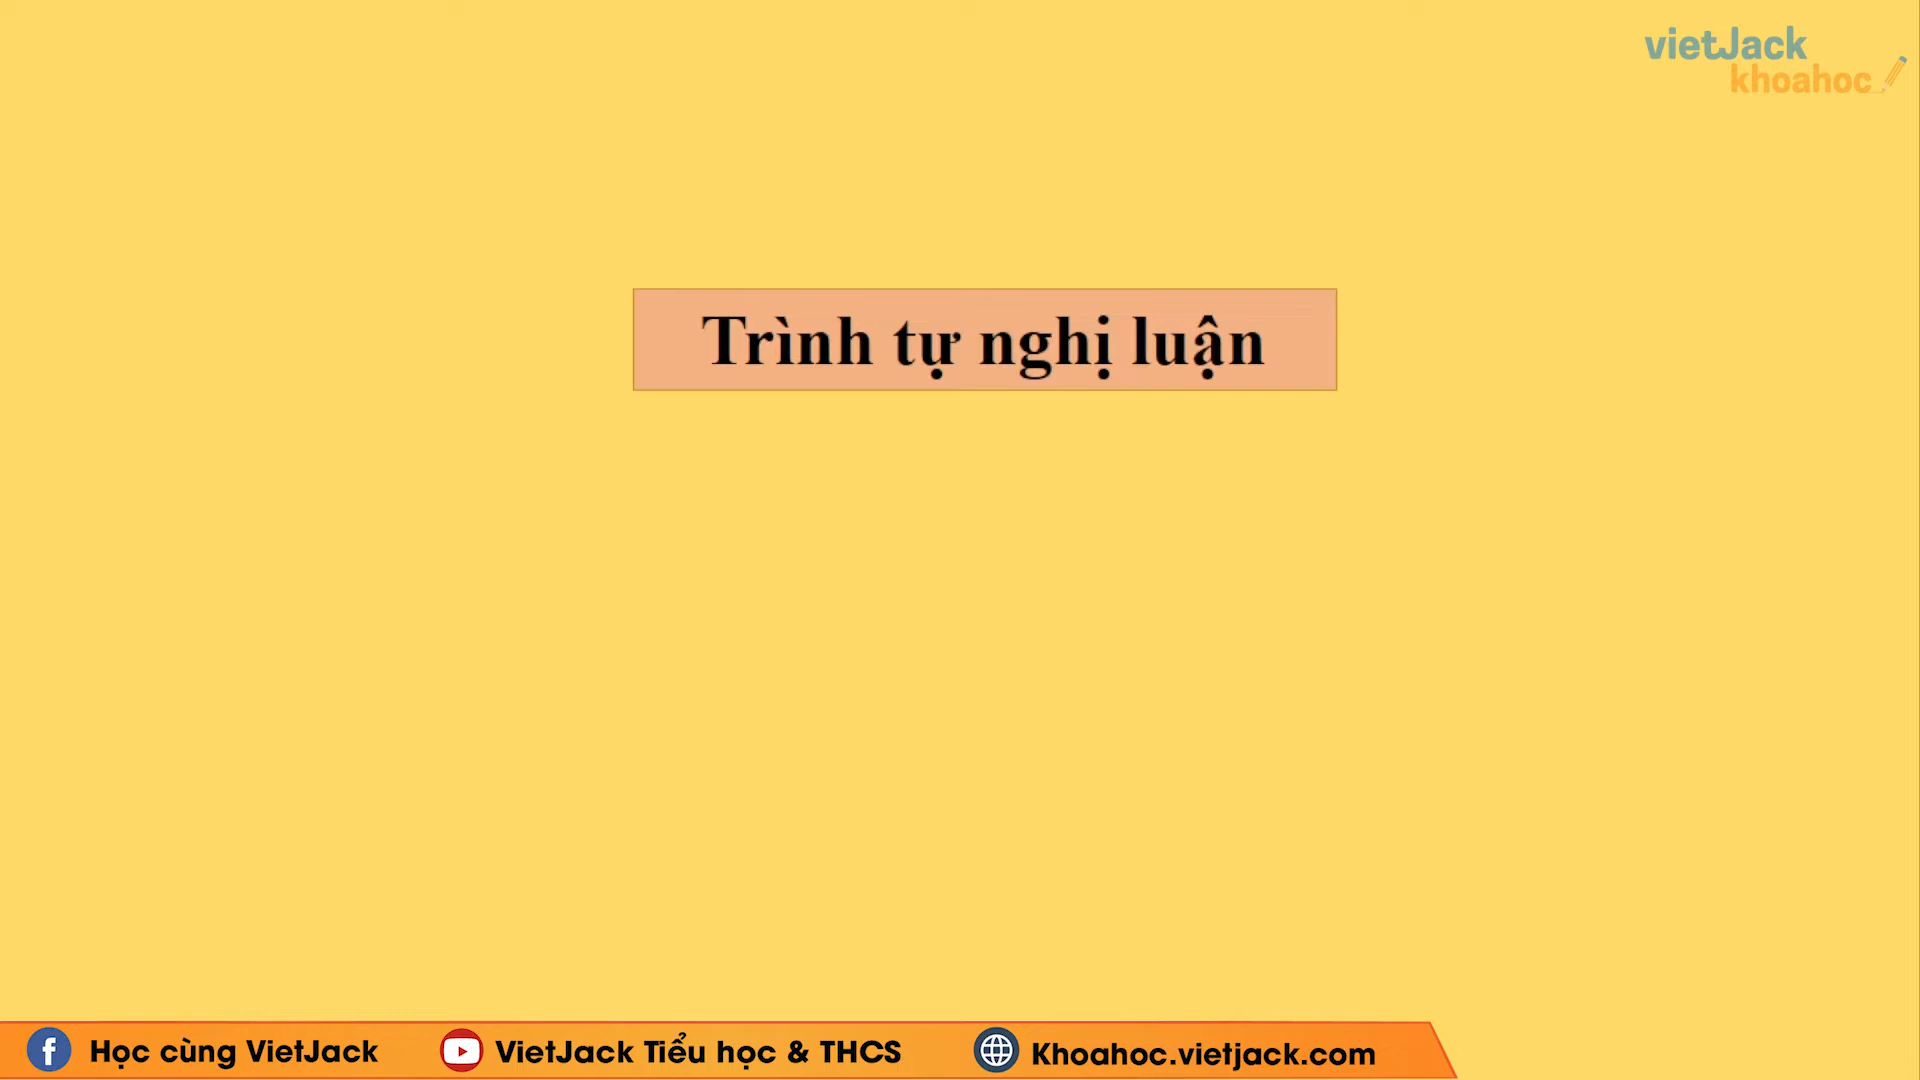 vietJack
khoahoc
Trình tự nghị luận
Học cùng VietJack
VietJack Tiểu học & THCS
Khoahoc.vietjack.com